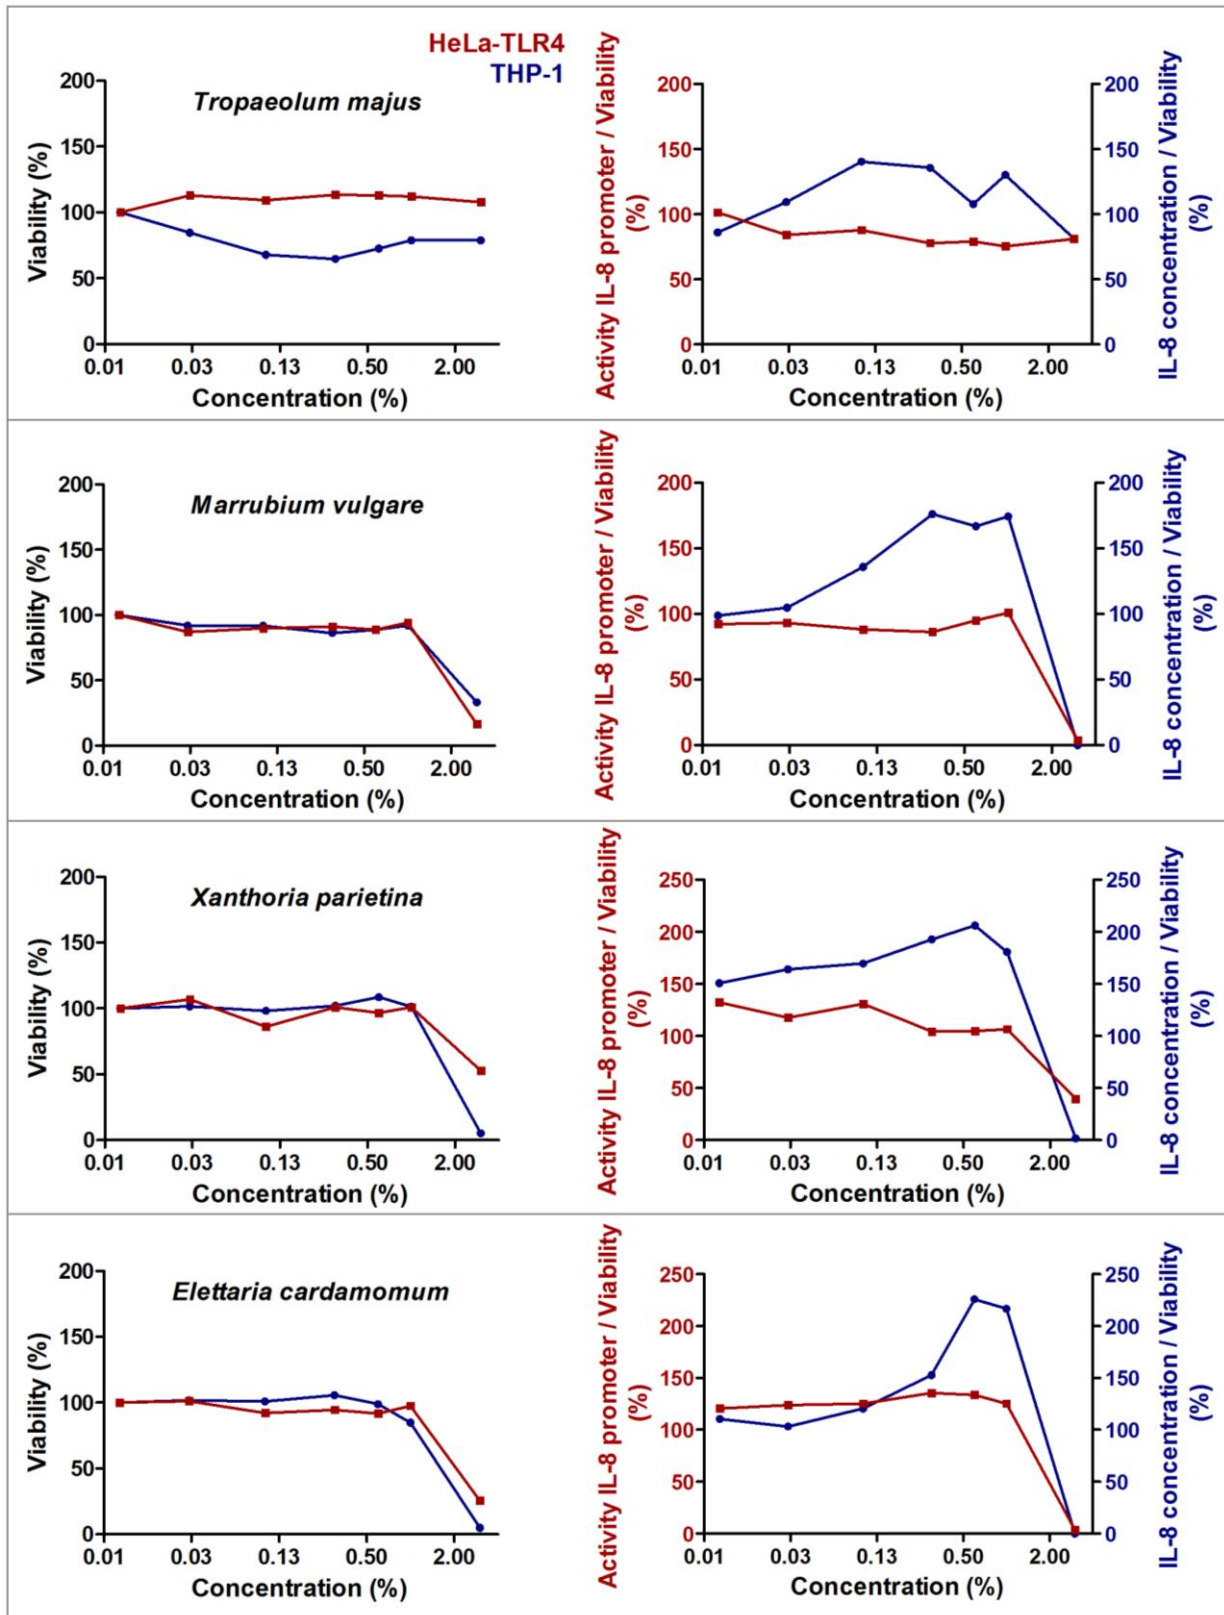 HeLa-TLR4
THP-1
Tropaeolum majus
Viability (%)
200
150
100
50
0
0.01 0.03 0.13 0.50 2.00
Concentration (%)
Activity IL-8 promoter / Viability
(%)
200
150
100
50
0
0.01 0.03 0.13 0.50 2.00
Concentration (%)
200
150
100
50
0
IL-8 concentration / Viability
(%)
Marrubium vulgare
Viability (%)
200
150
100
50
0
0.01 0.03 0.13 0.50 2.00
Concentration (%)
Activity IL-8 promoter / Viability
(%)
200
150
100
50
0
0.01 0.03 0.13 0.50 2.00
Concentration (%)
200
150
100
50
0
IL-8 concentration / Viability
(%)
Xanthoria parietina
Viability (%)
200
150
100
50
0
0.01 0.03 0.13 0.50 2.00
Concentration (%)
Activity IL-8 promoter / Viability
(%)
250
200
150
100
50
0
0.01 0.03 0.13 0.50 2.00
Concentration (%)
250
200
150
100
50
0
IL-8 concentration / Viability
(%)
Elettaria cardamomum
Viability (%)
200
150
100
50
0
0.01 0.03 0.13 0.50 2.00
Concentration (%)
Activity IL-8 promoter / Viability
(%)
250
200
150
100
50
0
0.01 0.03 0.13 0.50 2.00
Concentration (%)
250
200
150
100
50
0
IL-8 concentration / Viability
(%)